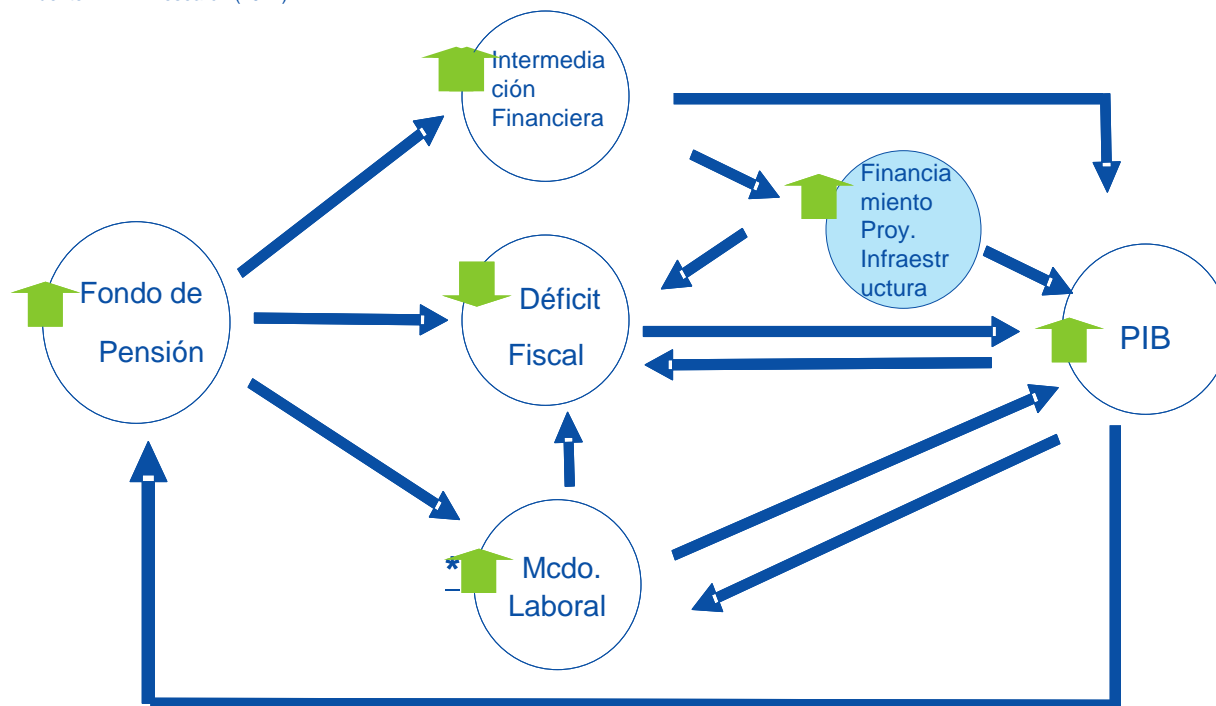 Intermedia
ción
Financiera
Financia
miento
Proy.
Infraestr
uctura
Fondo de
Pensión
Déficit
Fiscal
PIB
*
Mcdo.
Laboral